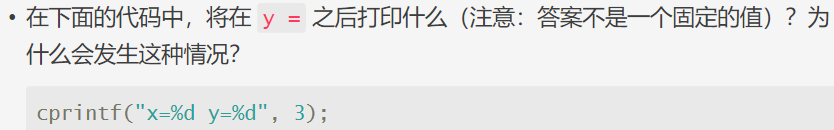 • 在下面的代码中，将在 y = 之后打印什么（注意：答案不是一个固定的值）？为
什么会发生这种情况？
cprintf("x=%d y=%d", 3);